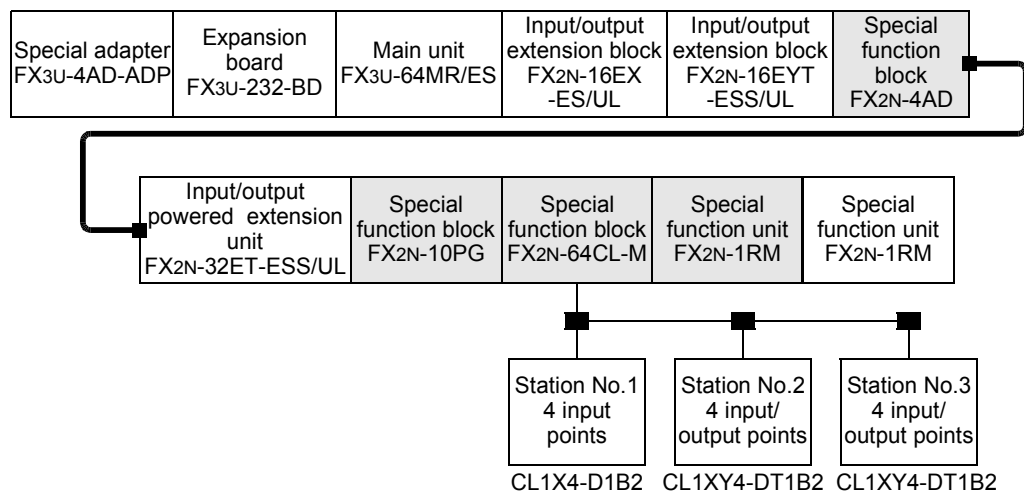 Special adapter
FX3U-4AD-ADP
Expansion
board
FX3U-232-BD
Main unit
FX3U-64MR/ES
Input/output
extension block
FX2N-16EX
-ES/UL
Input/output
extension block
FX2N-16EYT
-ESS/UL
Special
function
block
FX2N-4AD
Input/output
powered extension
unit
FX2N-32ET-ESS/UL
Special
function block
FX2N-10PG
Special
function block
FX2N-64CL-M
Special
function unit
FX2N-1RM
Special
function unit
FX2N-1RM
Station No.1
4 input
points
CL1X4-D1B2
Station No.2
4 input/
output points
CL1XY4-DT1B2
Station No.3
4 input/
output points
CL1XY4-DT1B2